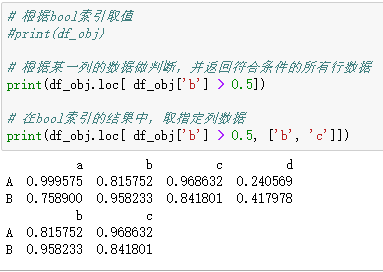 # 根据bool索引取值
#print(df_obj)
# 根据某一列的数据做判断，并返回符合条件的所有行数据
print(df_obj.loc[ df_obj['b'] > 0.5])
# 在bool索引的结果中，取指定列数据
print(df_obj.loc[ df_obj['b'] > 0.5, ['b', 'c']])
a b c d
A 0.999575 0.815752 0.968632 0.240569
B 0.758900 0.958233 0.841801 0.417978
b c
A 0.815752 0.968632
B 0.958233 0.841801